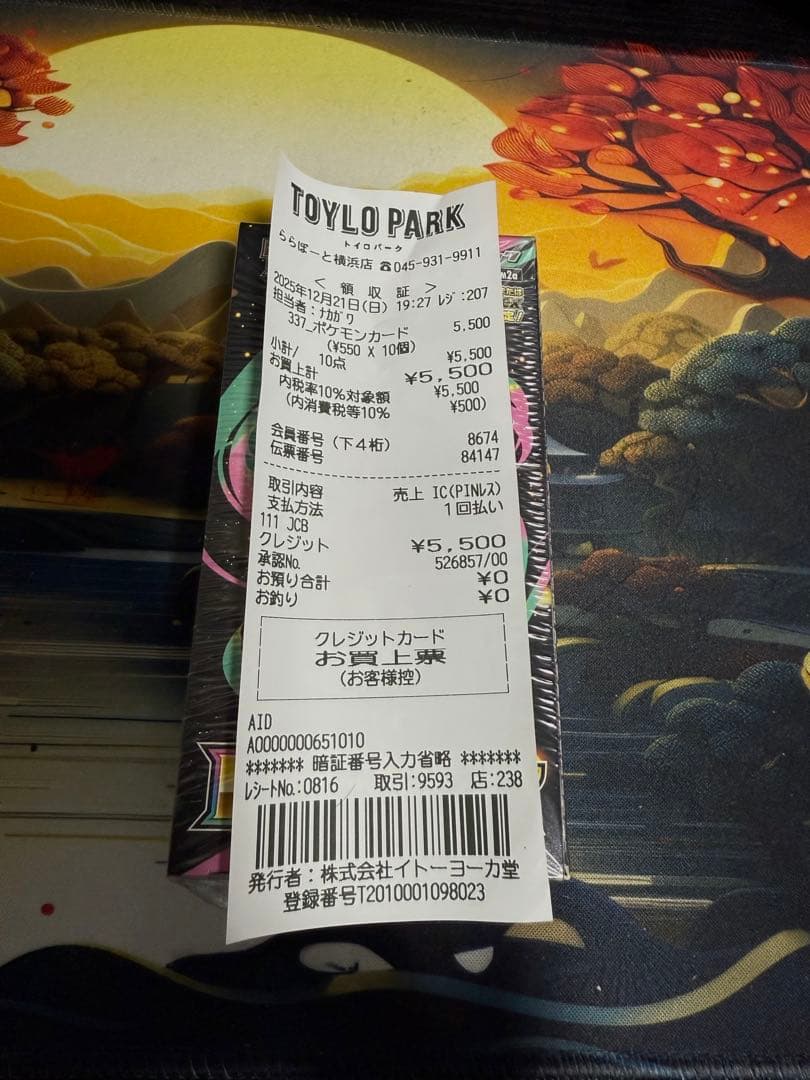 TOYLO PARK
トイロパーク
ららぽーと横浜店 ☎045-931-9911
< 領 収 証 >
2025年12月21日(日) 19:27 ﾚｼﾞ:207
担当者:ﾅｶﾞﾜ
337_ポケモンカード 5,500
(¥550 X 10個)
小計/ 10点 ¥5,500
お買上計 ¥5,500
内税率10%対象額 ¥5,500
(内消費税等10% ¥500)
会員番号(下4桁) 8674
伝票番号 84147
取引内容 売上 IC(PINﾚｽ)
支払方法 1回払い
111 JCB
クレジット ¥5,500
承認No. 526857/00
お預り合計 ¥0
お釣り ¥0
クレジットカード
お買上票
(お客様控)
AID
A0000000651010
******* 暗証番号入力省略 *******
ﾚｼｰﾄNo.:0816 取引:9593 店:238
発行者:株式会社イトーヨーカ堂
登録番号T2010001098023